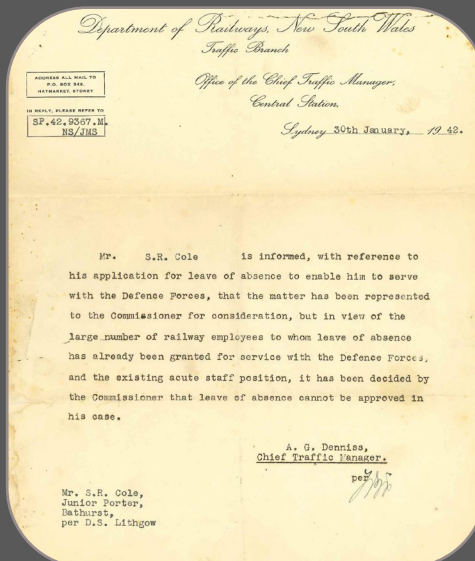 Department of Railways, New South Wales
Traffic Branch
ADDRESS ALL MAIL TO
P.O. BOX 348,
HAYMARKET, SYDNEY
Office of the Chief Traffic Manager,
Central Station,
IN REPLY, PLEASE REFER TO
SP.42.9367.M.
NS/JMS
Sydney 30th January, 1942.
Mr. S.R. Cole is informed, with reference to
his application for leave of absence to enable him to serve
with the Defence Forces, that the matter has been represented
to the Commissioner for consideration, but in view of the
large number of railway employees to whom leave of absence
has already been granted for service with the Defence Forces,
and the existing acute staff position, it has been decided by
the Commissioner that leave of absence cannot be approved in
his case.
A. G. Denniss,
Chief Traffic Manager.
per
Mr. S.R. Cole,
Junior Porter,
Bathurst,
per D.S. Lithgow